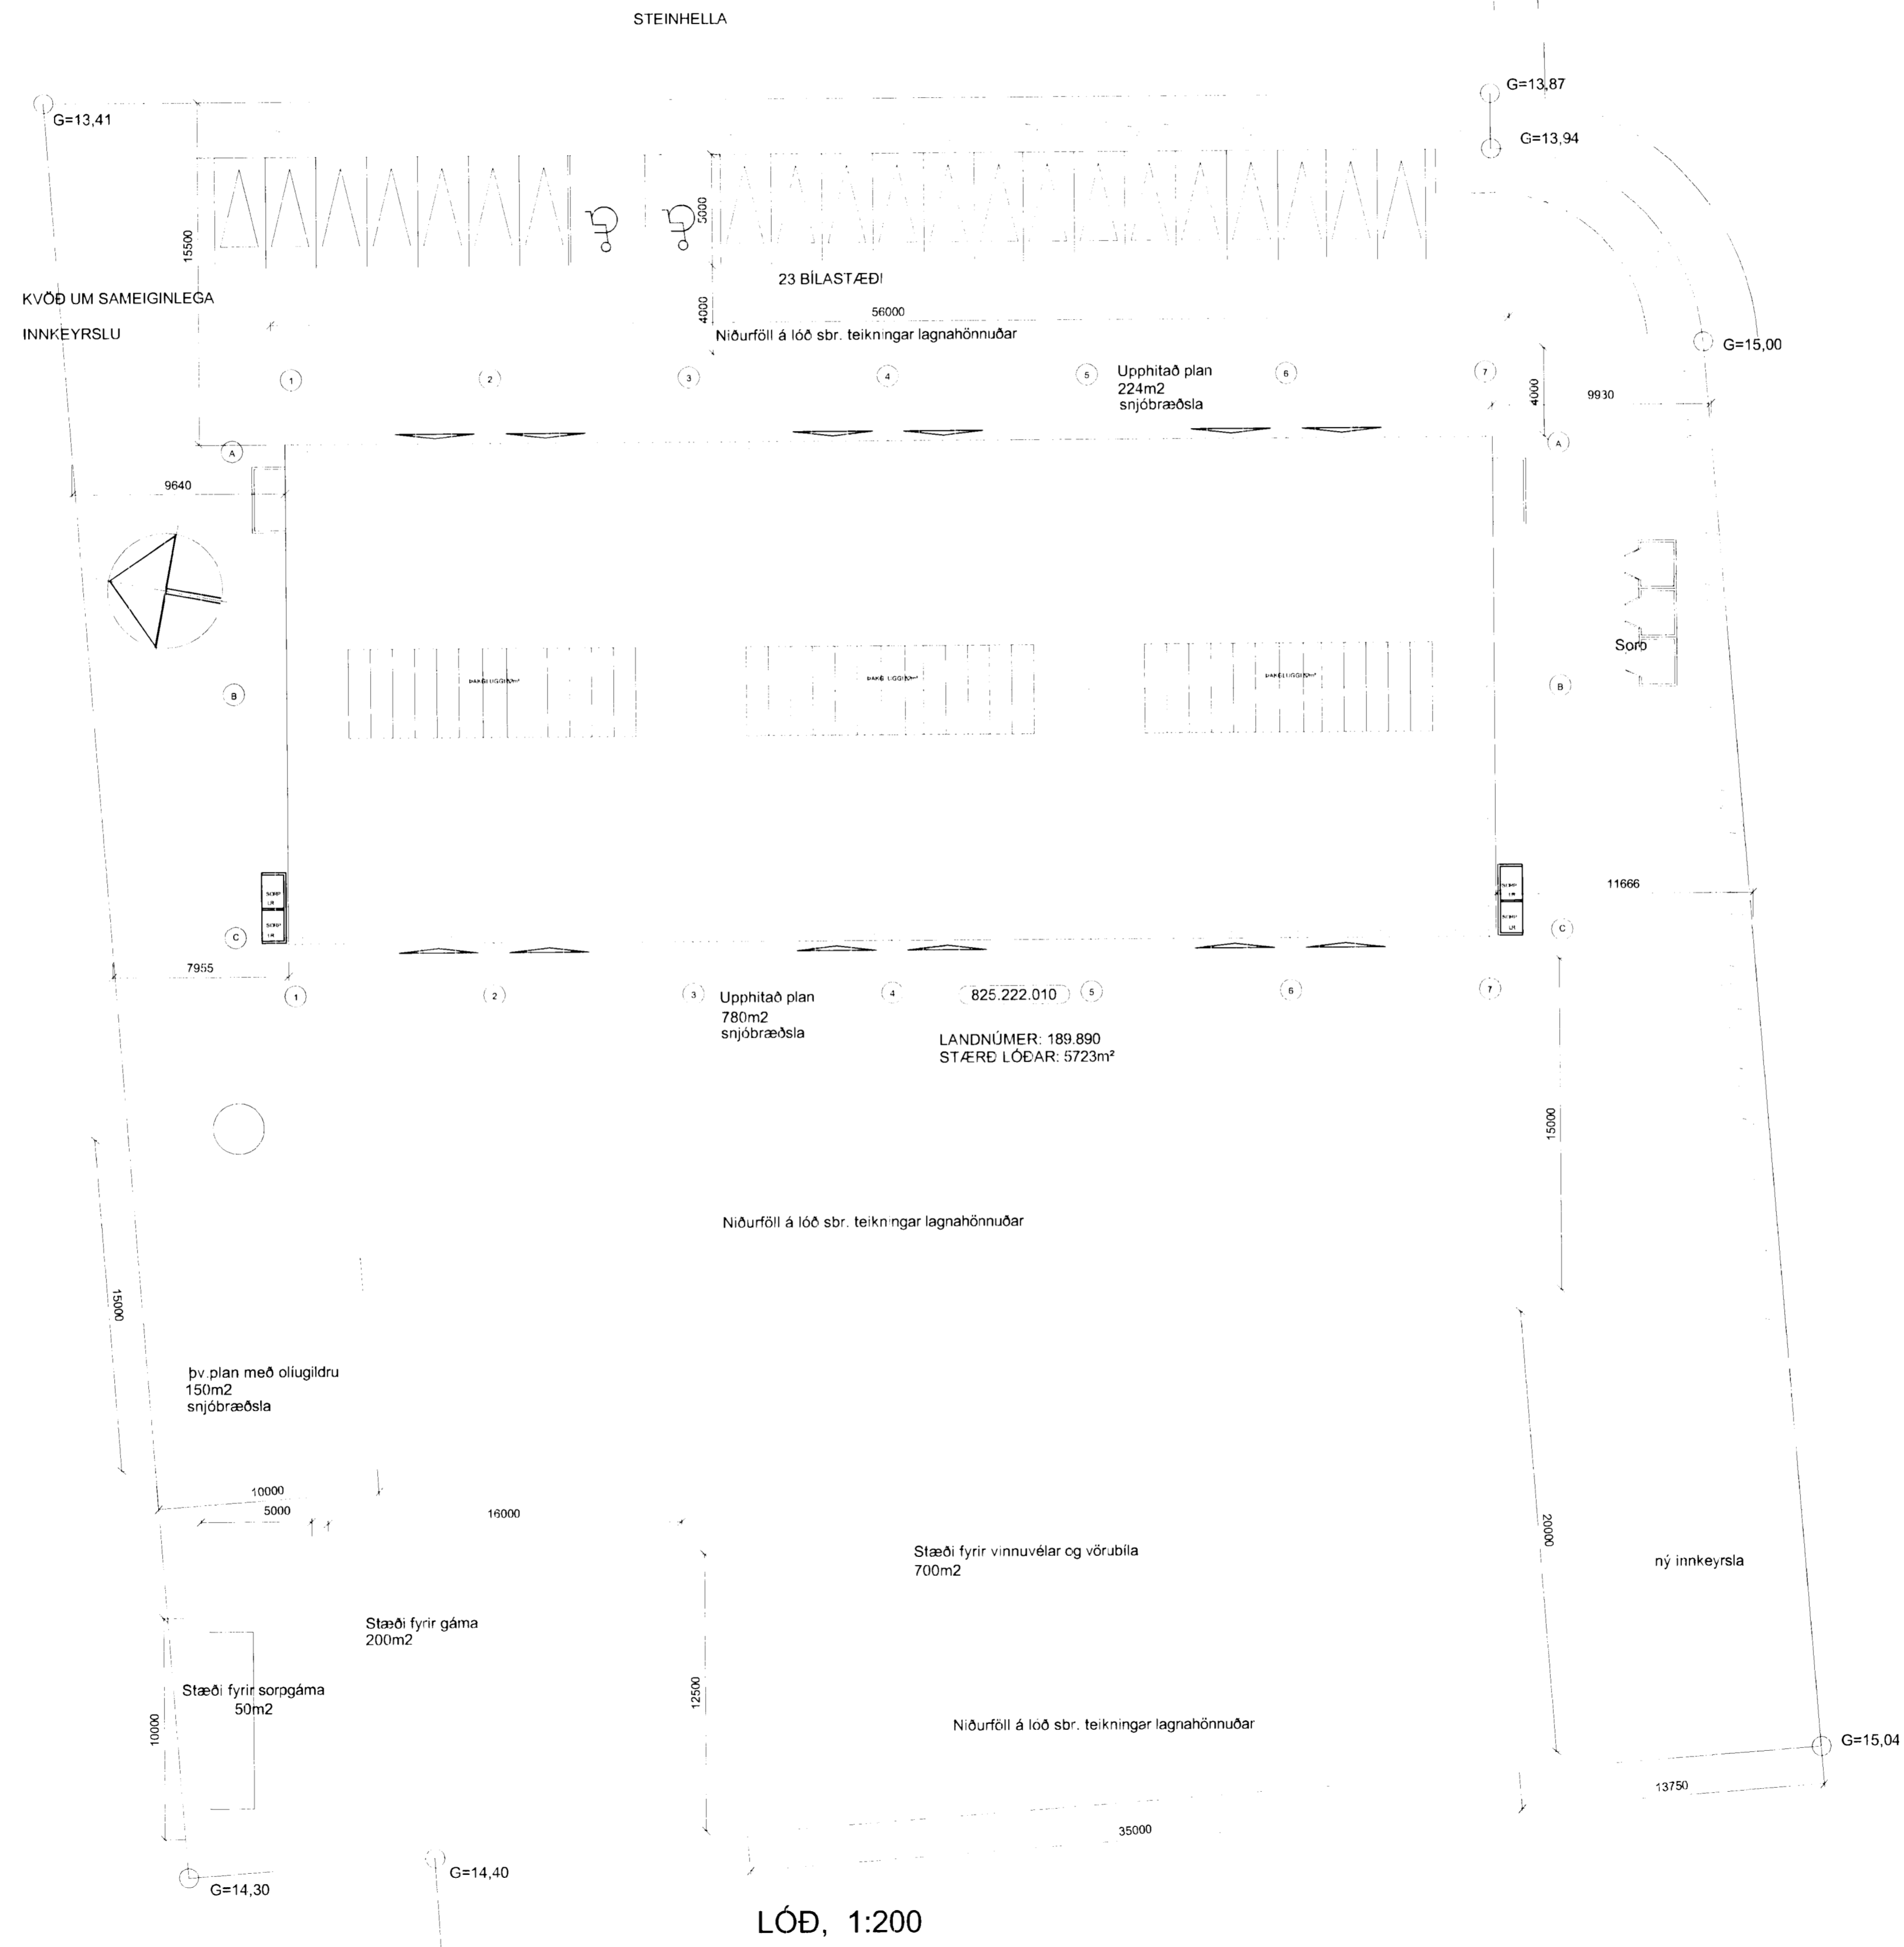 STEINHELLA
G=13,87
G=13,41
G=13,94
15500
5000
23 BÍLASTÆÐI
KVÖÐ UM SAMEIGINLEGA
INNKEYRSLU
4000
56000
Niðurföll á lóð sbr. teikningar lagnahönnuðar
G=15,00
1
2
3
4
5
6
7
Upphitað plan
224m2
snjóbræðsla
4000
9930
A
A
9640
Sorp
B
B
SORP
SORP
SORP
SORP
11666
C
C
7955
1
2
3
4
5
6
7
825.222.010
Upphitað plan
780m2
snjóbræðsla
LANDNÚMER: 189.890
STÆRÐ LÓÐAR: 5723m²
15000
Niðurföll á lóð sbr. teikningar lagnahönnuðar
15000
þv.plan með olíugildru
150m2
snjóbræðsla
10000
5000
16000
20000
Stæði fyrir vinnuvélar og vörubíla
700m2
ný innkeyrsla
Stæði fyrir gáma
200m2
Stæði fyrir sorpgáma
50m2
12500
10000
Niðurföll á lóð sbr. teikningar lagnahönnuðar
G=15,04
13750
35000
G=14,40
G=14,30
LÓÐ, 1:200